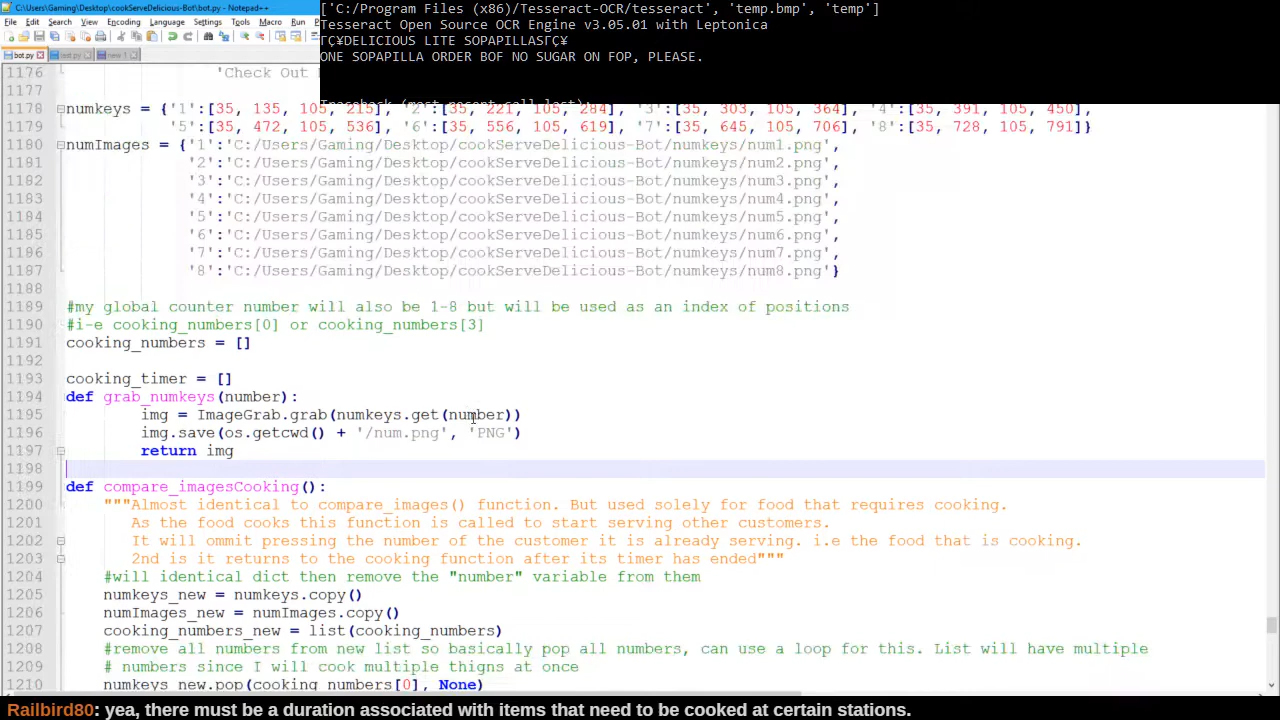 C:\Users\Gaming\Desktop\cookServeDelicious-Bot\bot.py - Notepad++
File Edit Search View Encoding Language Settings Tools Macro Run
bot.py
test.py
new 1
['C:/Program Files (x86)/Tesseract-OCR/tesseract', 'temp.bmp', 'temp']
Tesseract Open Source OCR Engine v3.05.01 with Leptonica
ΓÇ¥DELICIOUS LITE SOPAPILLASΓÇ¥
ONE SOPAPILLA ORDER BOF NO SUGAR ON FOP, PLEASE.
Traceback (most recent call last):
1176 'Check Out
1177
1178 numkeys = {'1':[35, 135, 105, 215], '2':[35, 221, 105, 284], '3':[35, 303, 105, 364], '4':[35, 391, 105, 450],
1179 '5':[35, 472, 105, 536], '6':[35, 556, 105, 619], '7':[35, 645, 105, 706], '8':[35, 728, 105, 791]}
1190 numImages = {'1':'C:/Users/Gaming/Desktop/cookServeDelicious-Bot/numkeys/num1.png',
1191 '2':'C:/Users/Gaming/Desktop/cookServeDelicious-Bot/numkeys/num2.png',
1182 '3':'C:/Users/Gaming/Desktop/cookServeDelicious-Bot/numkeys/num3.png',
1183 '4':'C:/Users/Gaming/Desktop/cookServeDelicious-Bot/numkeys/num4.png',
1184 '5':'C:/Users/Gaming/Desktop/cookServeDelicious-Bot/numkeys/num5.png',
1185 '6':'C:/Users/Gaming/Desktop/cookServeDelicious-Bot/numkeys/num6.png',
1186 '7':'C:/Users/Gaming/Desktop/cookServeDelicious-Bot/numkeys/num7.png',
1187 '8':'C:/Users/Gaming/Desktop/cookServeDelicious-Bot/numkeys/num8.png'}
1188
1189 #my global counter number will also be 1-8 but will be used as an index of positions
1190 #i-e cooking_numbers[0] or cooking_numbers[3]
1191 cooking_numbers = []
1192
1193 cooking_timer = []
1194 def grab_numkeys(number):
1195 img = ImageGrab.grab(numkeys.get(number))
1196 img.save(os.getcwd() + '/num.png', 'PNG')
1197 return img
1198
1199 def compare_imagesCooking():
1200 """Almost identical to compare_images() function. But used solely for food that requires cooking.
1201 As the food cooks this function is called to start serving other customers.
1202 It will ommit pressing the number of the customer it is already serving. i.e the food that is cooking.
1203 2nd is it returns to the cooking function after its timer has ended"""
1204 #will identical dict then remove the "number" variable from them
1205 numkeys_new = numkeys.copy()
1206 numImages_new = numImages.copy()
1207 cooking_numbers_new = list(cooking_numbers)
1208 #remove all numbers from new list so basically pop all numbers, can use a loop for this. List will have multiple
1209 # numbers since I will cook multiple thigns at once
1210 numkeys_new.pop(cooking_numbers[0], None)
Railbird80: yea, there must be a duration associated with items that need to be cooked at certain stations.